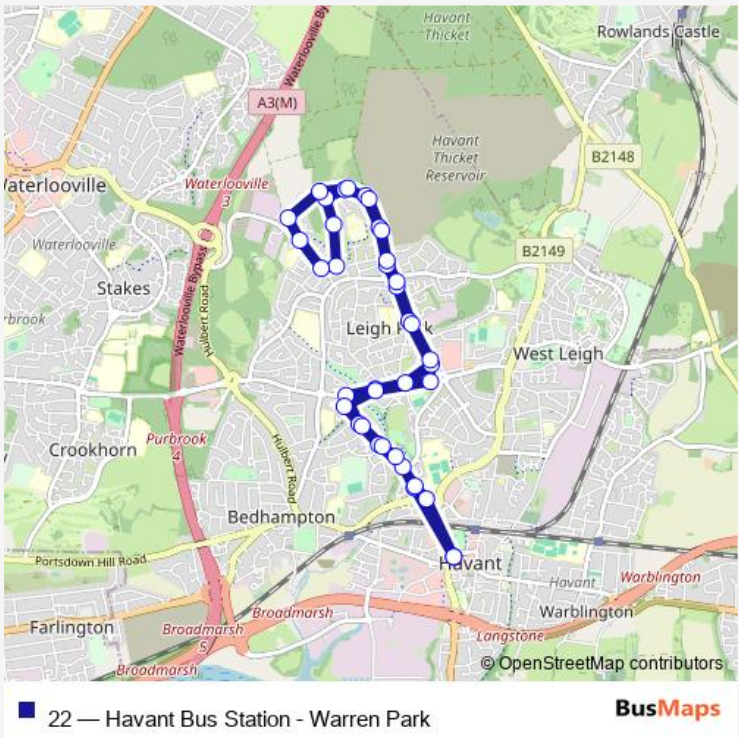 Havant
Thicket
Rowlands Castle
Waterlooville By
A3(M)
Havant
Thicket
Reservoir
B2148
Waterlooville
Waterlooville
3
Waterlooville
B2149
Stakes
Waterlooville Bypass
Hulbert Road
rbrook
Leigh
West Leigh
Purbrook
4
Crookhorn
Hulbert Road
Bedhampton
Portsdown Hill Road
Havant
Havant
Warblington
Broadmarsh
Warblington
Farlington
Broadmarsh
5
Langstone
Broadmarsh
© OpenStreetMap contributors
22 — Havant Bus Station - Warren Park
BusMaps